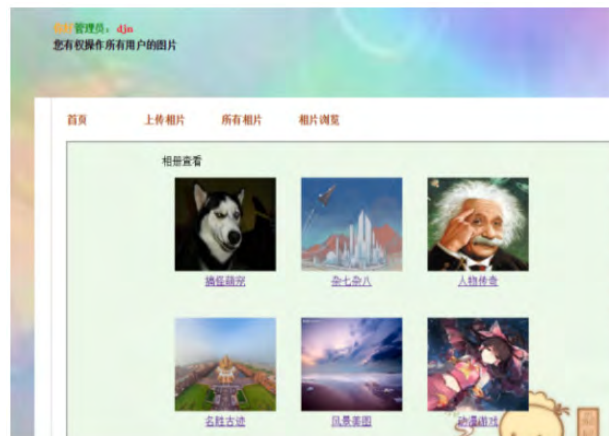 您好管理员：djm
您有权操作所有用户的图片
首页 上传相片 所有相片 相片浏览
相册查看
搞怪萌宠 杂七杂八 人物传奇
名胜古迹 风景美图 动漫游戏